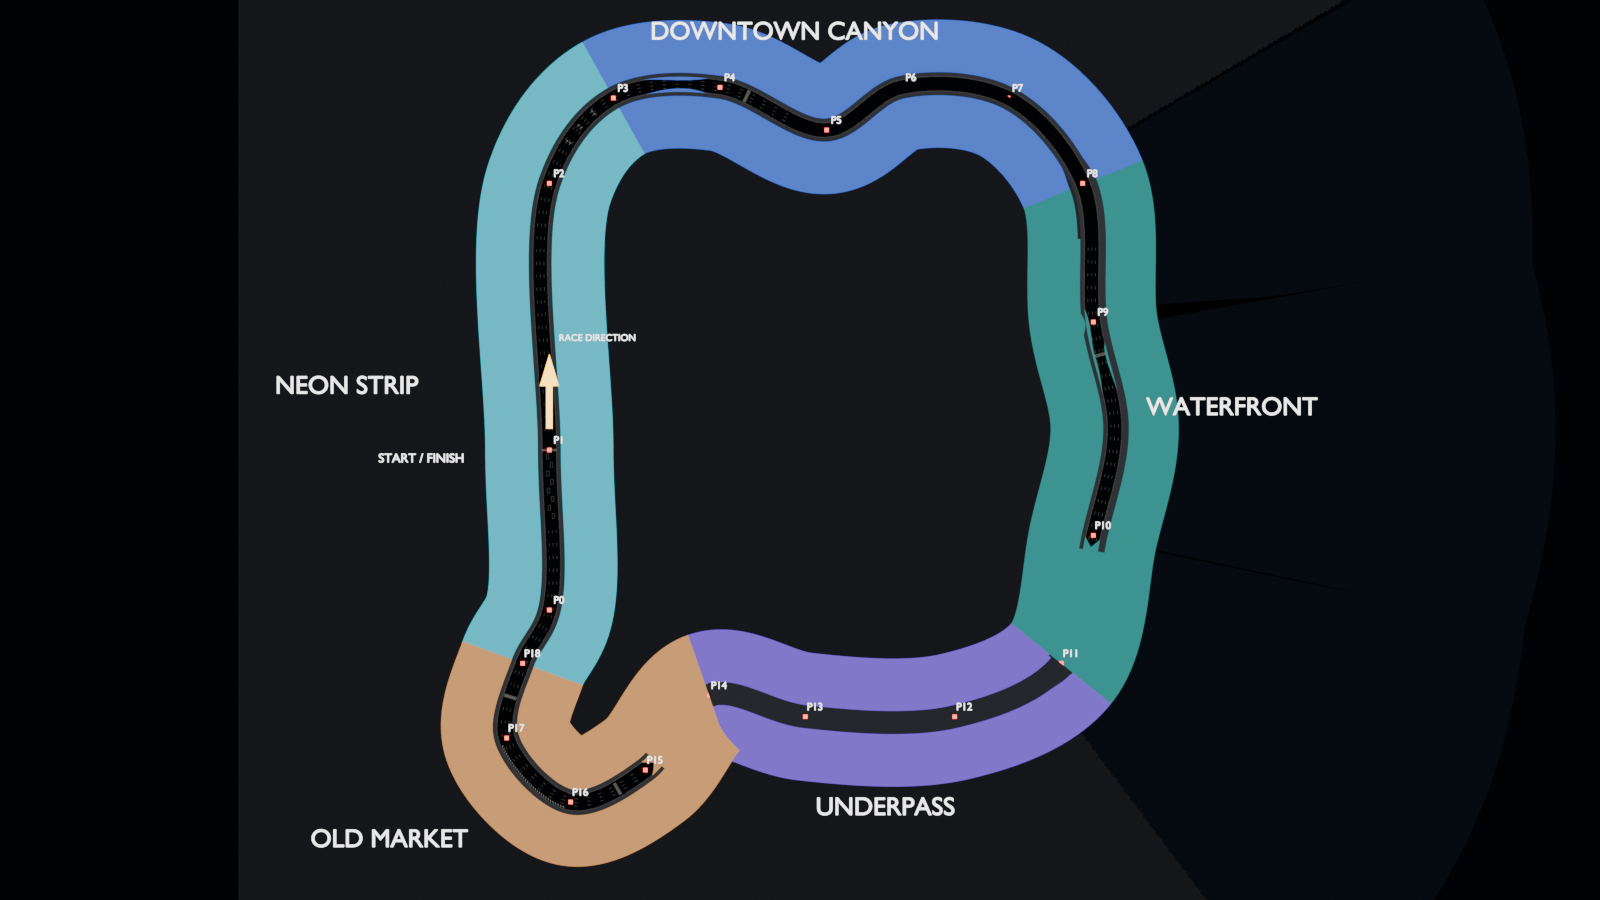 DOWNTOWN CANYON
P3
P4
P6
P7
P5
P2
P8
P9
RACE DIRECTION
NEON STRIP
WATERFRONT
P1
START / FINISH
P10
P0
P18
P11
P14
P13
P12
P17
P15
P16
UNDERPASS
OLD MARKET